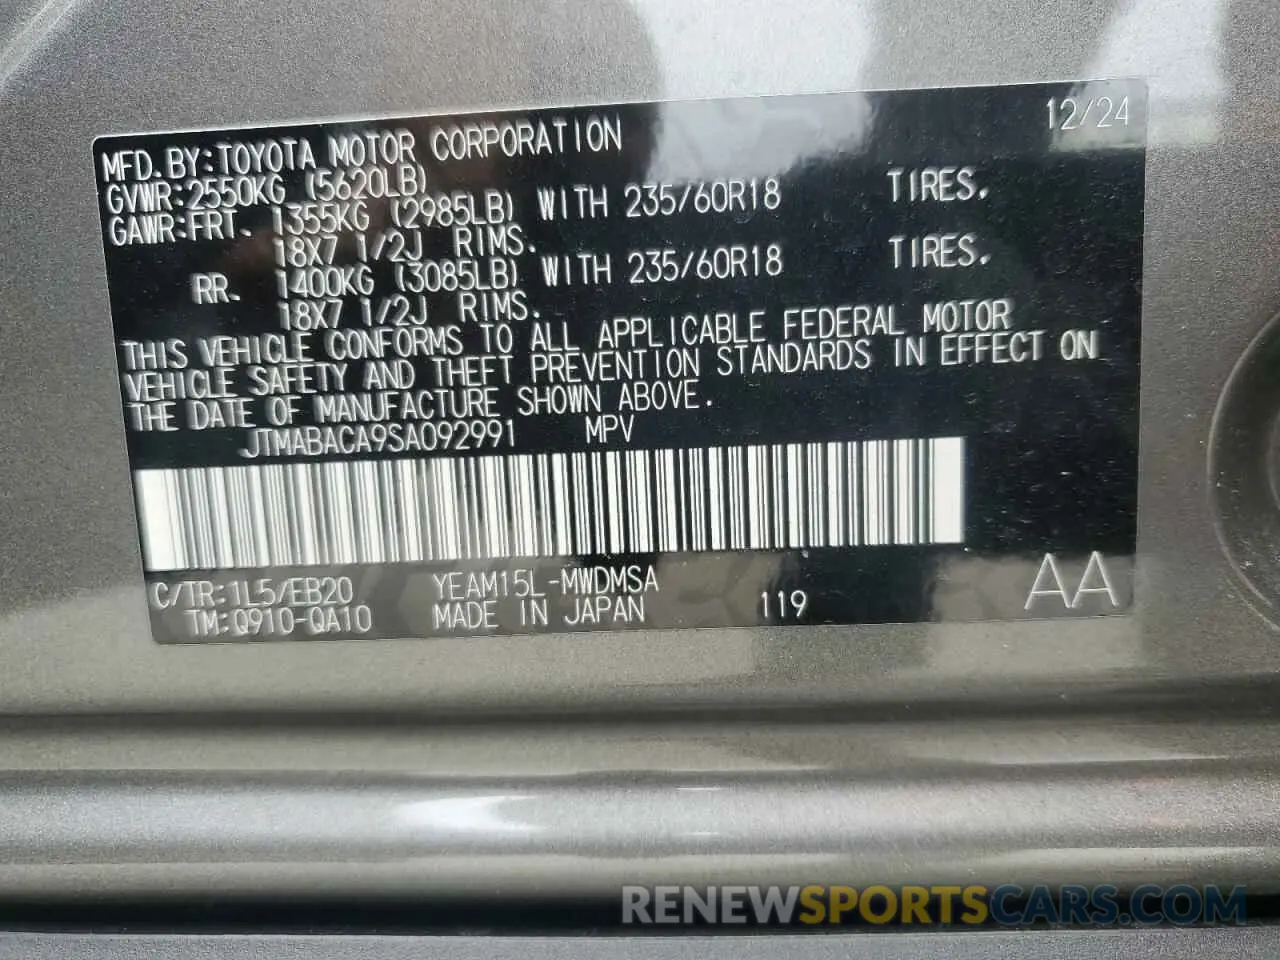 12/24
MFD.BY:TOYOTA MOTOR CORPORATION
GVWR:2550KG (5620LB)
GAWR:FRT. 1355KG (2985LB) WITH 235/60R18 TIRES.
18X7 1/2J RIMS.
RR. 1400KG (3085LB) WITH 235/60R18 TIRES.
18X7 1/2J RIMS.
THIS VEHICLE CONFORMS TO ALL APPLICABLE FEDERAL MOTOR
VEHICLE SAFETY AND THEFT PREVENTION STANDARDS IN EFFECT ON
THE DATE OF MANUFACTURE SHOWN ABOVE.
JTMABACA9SA092991 MPV
C/TR:1L5/EB20 YEAM15L-MWDMSA
TM:Q910-QA10 MADE IN JAPAN 119 AA
RENEWSPORTSCARS.COM